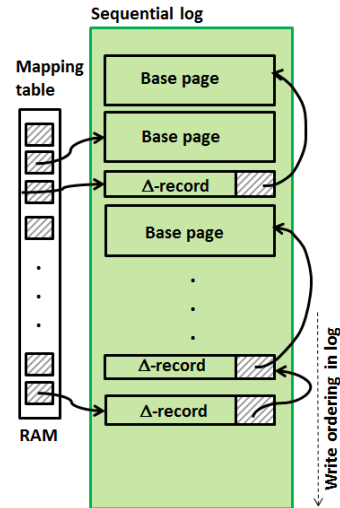 Sequential log
Mapping
table
Base page
Base page
Δ-record
Base page
Δ-record
Δ-record
RAM
Write ordering in log